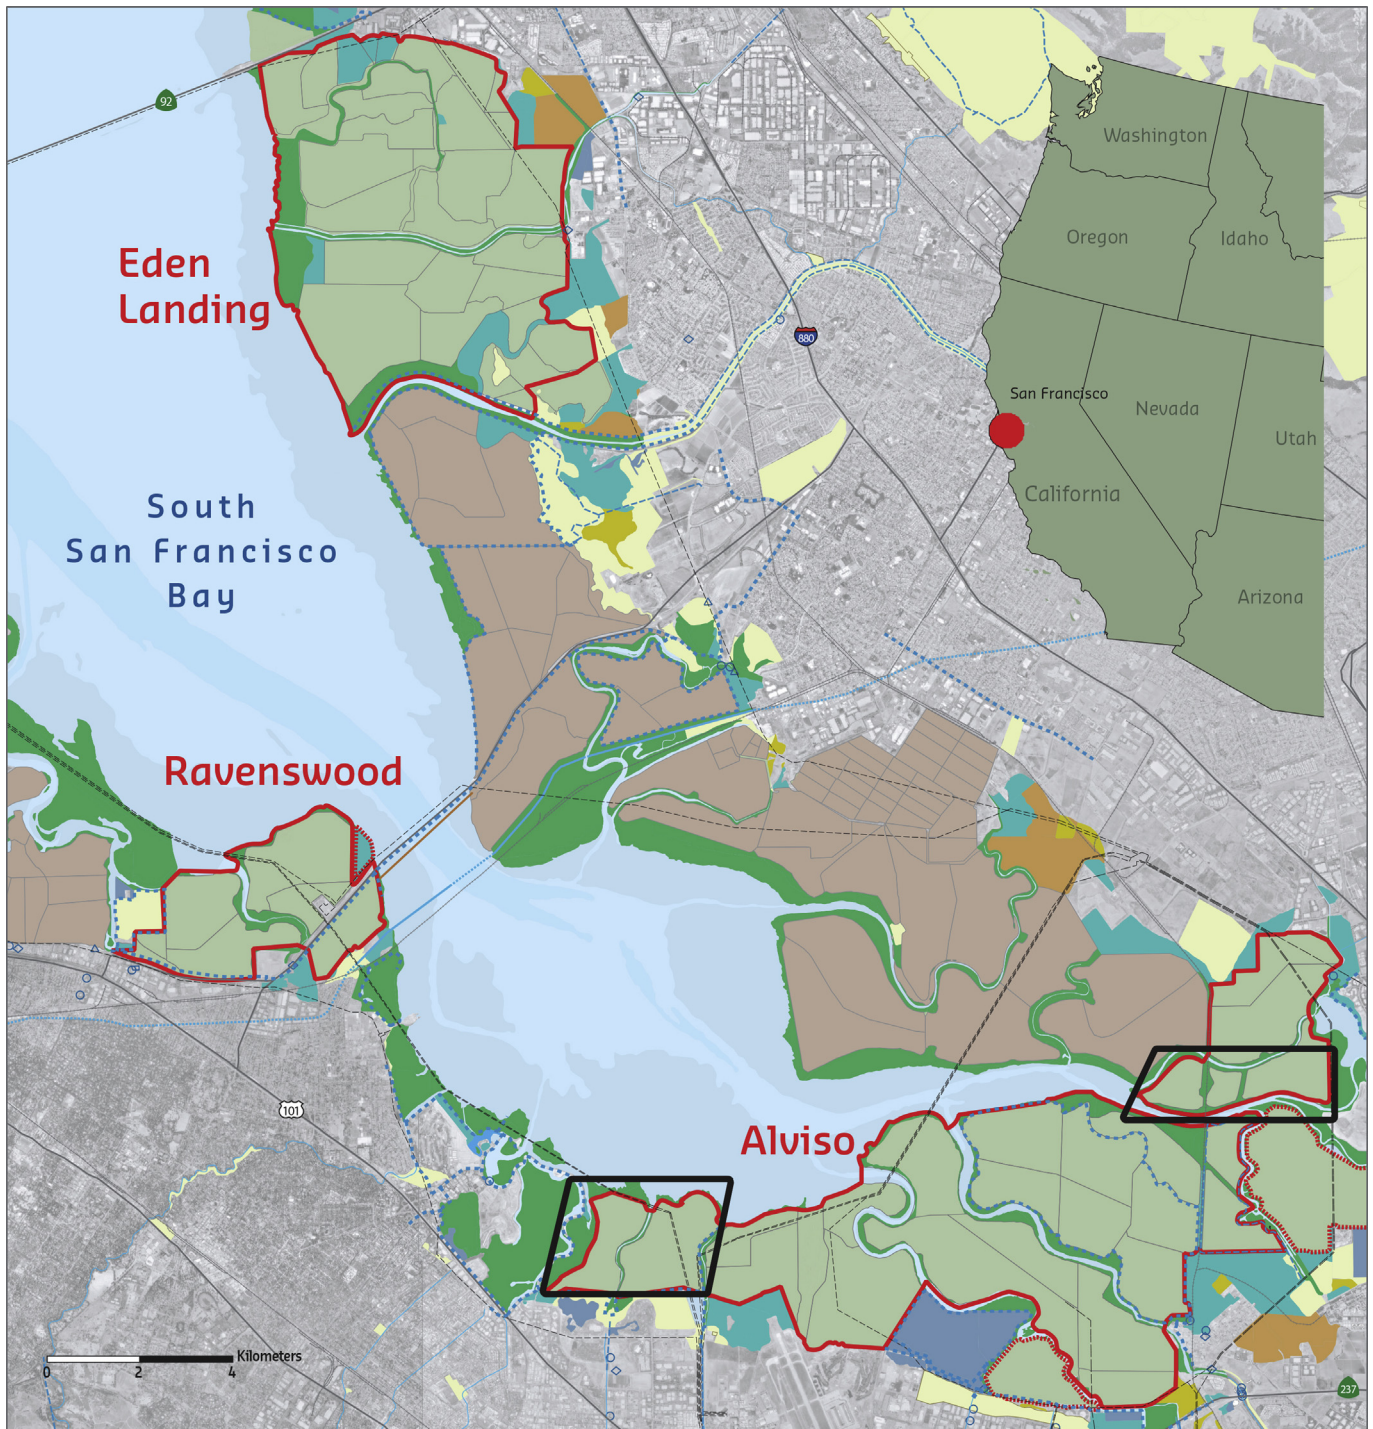 92
Washington
Oregon
Idaho
Eden
Landing
880
San Francisco
Nevada
Utah
California
South
San Francisco
Bay
Arizona
Ravenswood
101
Alviso
Kilometers
0 2 4
237